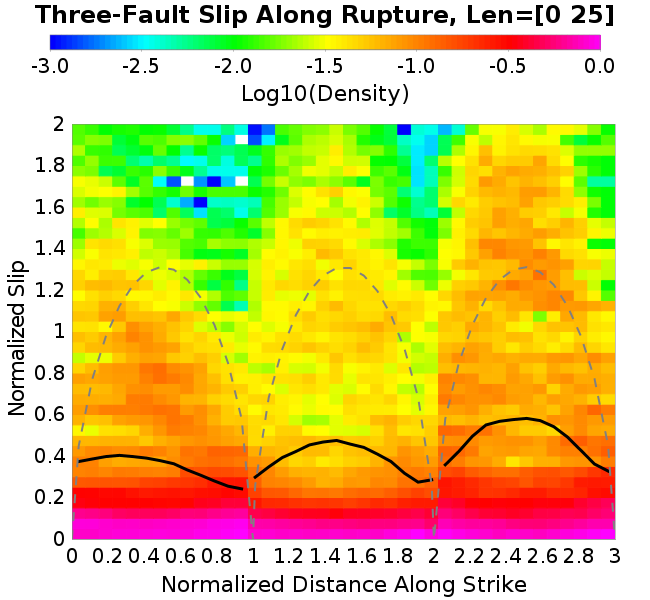 Three-Fault Slip Along Rupture, Len=[0 25]
-3.0 -2.5 -2.0 -1.5 -1.0 -0.5 0.0
Log10(Density)
2
1.8
1.6
1.4
1.2
1
0.8
0.6
0.4
0.2
0
Normalized Slip
0 0.2 0.4 0.6 0.8 1 1.2 1.4 1.6 1.8 2 2.2 2.4 2.6 2.8 3
Normalized Distance Along Strike